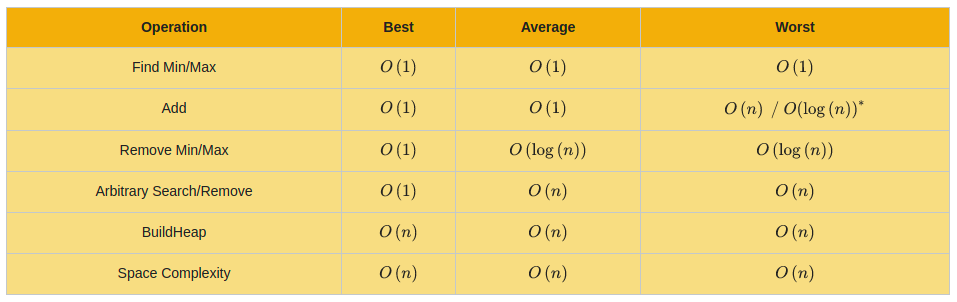 Operation Best Average Worst
Find Min/Max O(1) O(1) O(1)
Add O(1) O(1) O(n) / O(log(n))*
Remove Min/Max O(1) O(log(n)) O(log(n))
Arbitrary Search/Remove O(1) O(n) O(n)
BuildHeap O(n) O(n) O(n)
Space Complexity O(n) O(n) O(n)